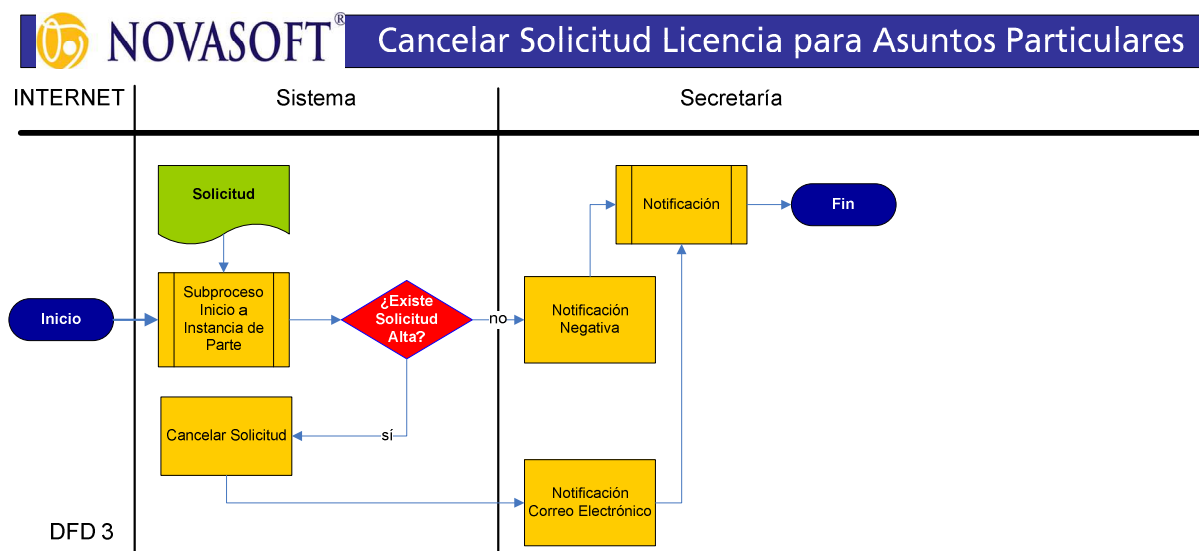 NOVASOFT®
Cancelar Solicitud Licencia para Asuntos Particulares
INTERNET
Sistema
Secretaría
Solicitud
Notificación
Fin
Inicio
Subproceso
Inicio a
Instancia de
Parte
¿Existe
Solicitud
Alta?
no
Notificación
Negativa
Cancelar Solicitud
sí
Notificación
Correo Electrónico
DFD 3